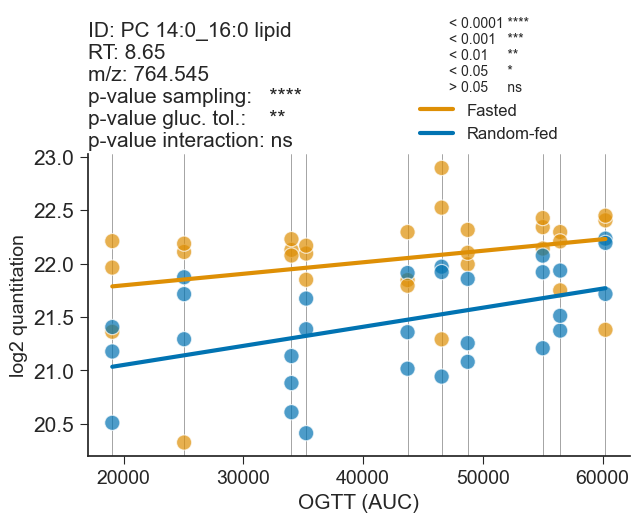 ID: PC 14:0_16:0 lipid
RT: 8.65
m/z: 764.545
p-value sampling: ****
p-value gluc. tol.: **
p-value interaction: ns
< 0.0001 ****
< 0.001 ***
< 0.01 **
< 0.05 *
> 0.05 ns
Fasted
Random-fed
23.0
22.5
22.0
21.5
21.0
20.5
log2 quantitation
20000 30000 40000 50000 60000
OGTT (AUC)